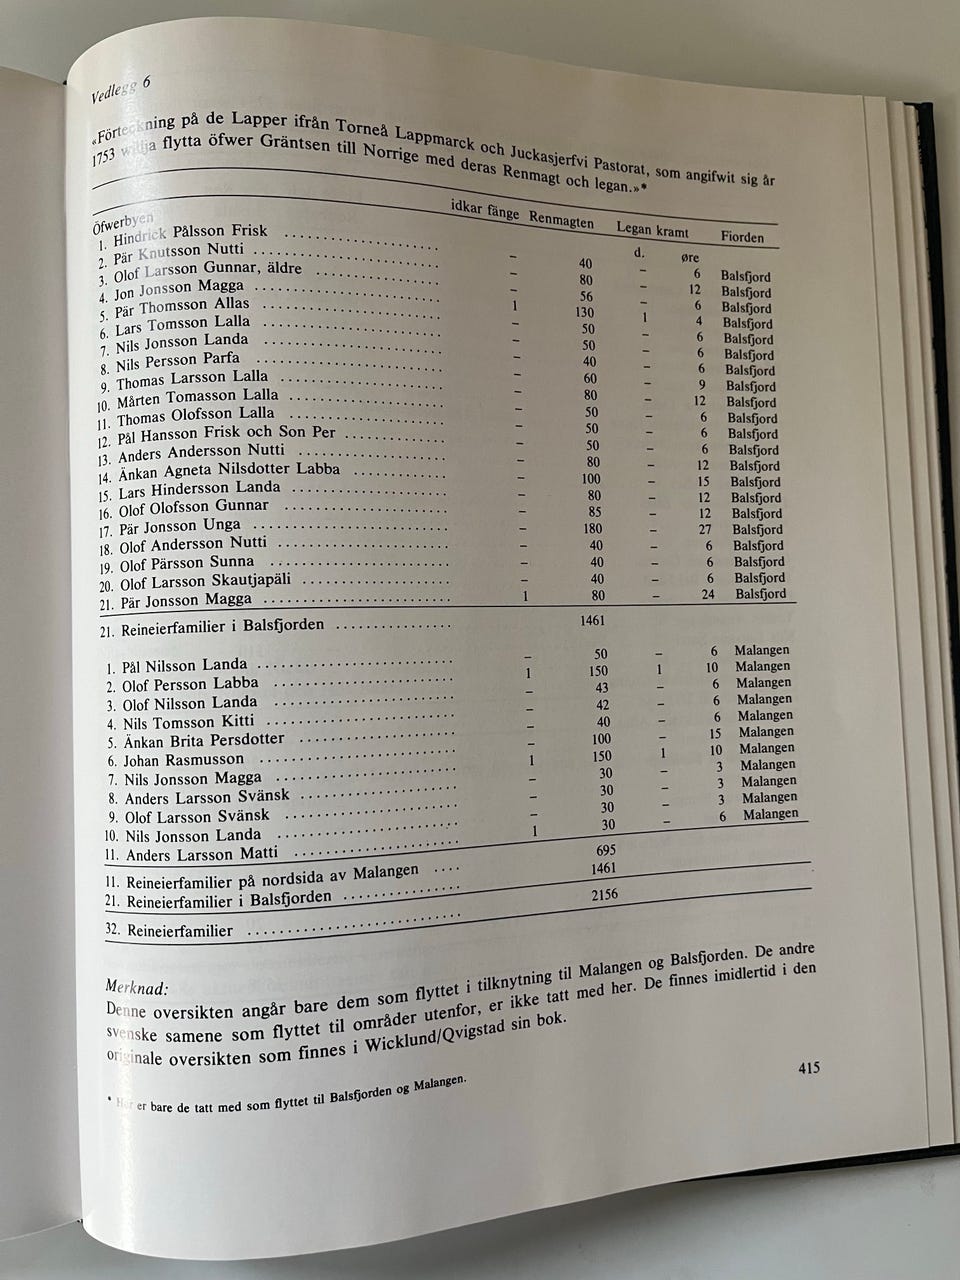 Vedlegg 6
«Förteckning på de Lapper ifrån Torneå Lappmarck och Juckasjerfvi Pastorat, som angifwit sig år
1753 wilja flytta öfwer Gräntsen till Norrige med deras Renmagt och legan.»*
idkar fänge Renmagten Legan kramt Fiorden
Öfwerbyen d. øre
1. Hindrick Pålsson Frisk .................... – 40 – 6 Balsfjord
2. Pär Knutsson Nutti .................... – 80 – 12 Balsfjord
3. Olof Larsson Gunnar, äldre .................... – 56 – 6 Balsfjord
4. Jon Jonsson Magga .................... 1 130 1 4 Balsfjord
5. Pär Thomsson Allas .................... – 50 – 6 Balsfjord
6. Lars Tomsson Lalla .................... – 50 – 6 Balsfjord
7. Nils Jonsson Landa .................... – 40 – 6 Balsfjord
8. Nils Persson Parfa .................... – 60 – 9 Balsfjord
9. Thomas Larsson Lalla .................... – 80 – 12 Balsfjord
10. Mårten Tomasson Lalla .................... – 50 – 6 Balsfjord
11. Thomas Olofsson Lalla .................... – 50 – 6 Balsfjord
12. Pål Hansson Frisk och Son Per .................... – 50 – 6 Balsfjord
13. Anders Andersson Nutti .................... – 80 – 12 Balsfjord
14. Änkan Agneta Nilsdotter Labba .................... – 100 – 15 Balsfjord
15. Lars Hindersson Landa .................... – 80 – 12 Balsfjord
16. Olof Olofsson Gunnar .................... – 85 – 12 Balsfjord
17. Pär Jonsson Unga .................... – 180 – 27 Balsfjord
18. Olof Andersson Nutti .................... – 40 – 6 Balsfjord
19. Olof Pärsson Sunna .................... – 40 – 6 Balsfjord
20. Olof Larsson Skautjapäli .................... – 40 – 6 Balsfjord
21. Pär Jonsson Magga .................... 1 80 – 24 Balsfjord
21. Reineierfamilier i Balsfjorden ................ 1461
1. Pål Nilsson Landa .................... – 50 – 6 Malangen
2. Olof Persson Labba .................... 1 150 1 10 Malangen
3. Olof Nilsson Landa .................... – 43 – 6 Malangen
4. Nils Tomsson Kitti .................... – 42 – 6 Malangen
5. Änkan Brita Persdotter .................... – 40 – 6 Malangen
6. Johan Rasmusson .................... – 100 – 15 Malangen
7. Nils Jonsson Magga .................... 1 150 1 10 Malangen
8. Anders Larsson Svänsk .................... – 30 – 3 Malangen
9. Olof Larsson Svänsk .................... – 30 – 3 Malangen
10. Nils Jonsson Landa .................... – 30 – 3 Malangen
11. Anders Larsson Matti .................... 1 30 – 6 Malangen
11. Reineierfamilier på nordsida av Malangen .... 695
21. Reineierfamilier i Balsfjorden ................ 1461
32. Reineierfamilier .................... 2156
Merknad:
Denne oversikten angår bare dem som flyttet i tilknytning til Malangen og Balsfjorden. De andre
svenske samene som flyttet til områder utenfor, er ikke tatt med her. De finnes imidlertid i den
originale oversikten som finnes i Wicklund/Qvigstad sin bok.
* Her er bare de tatt med som flyttet til Balsfjorden og Malangen.
415